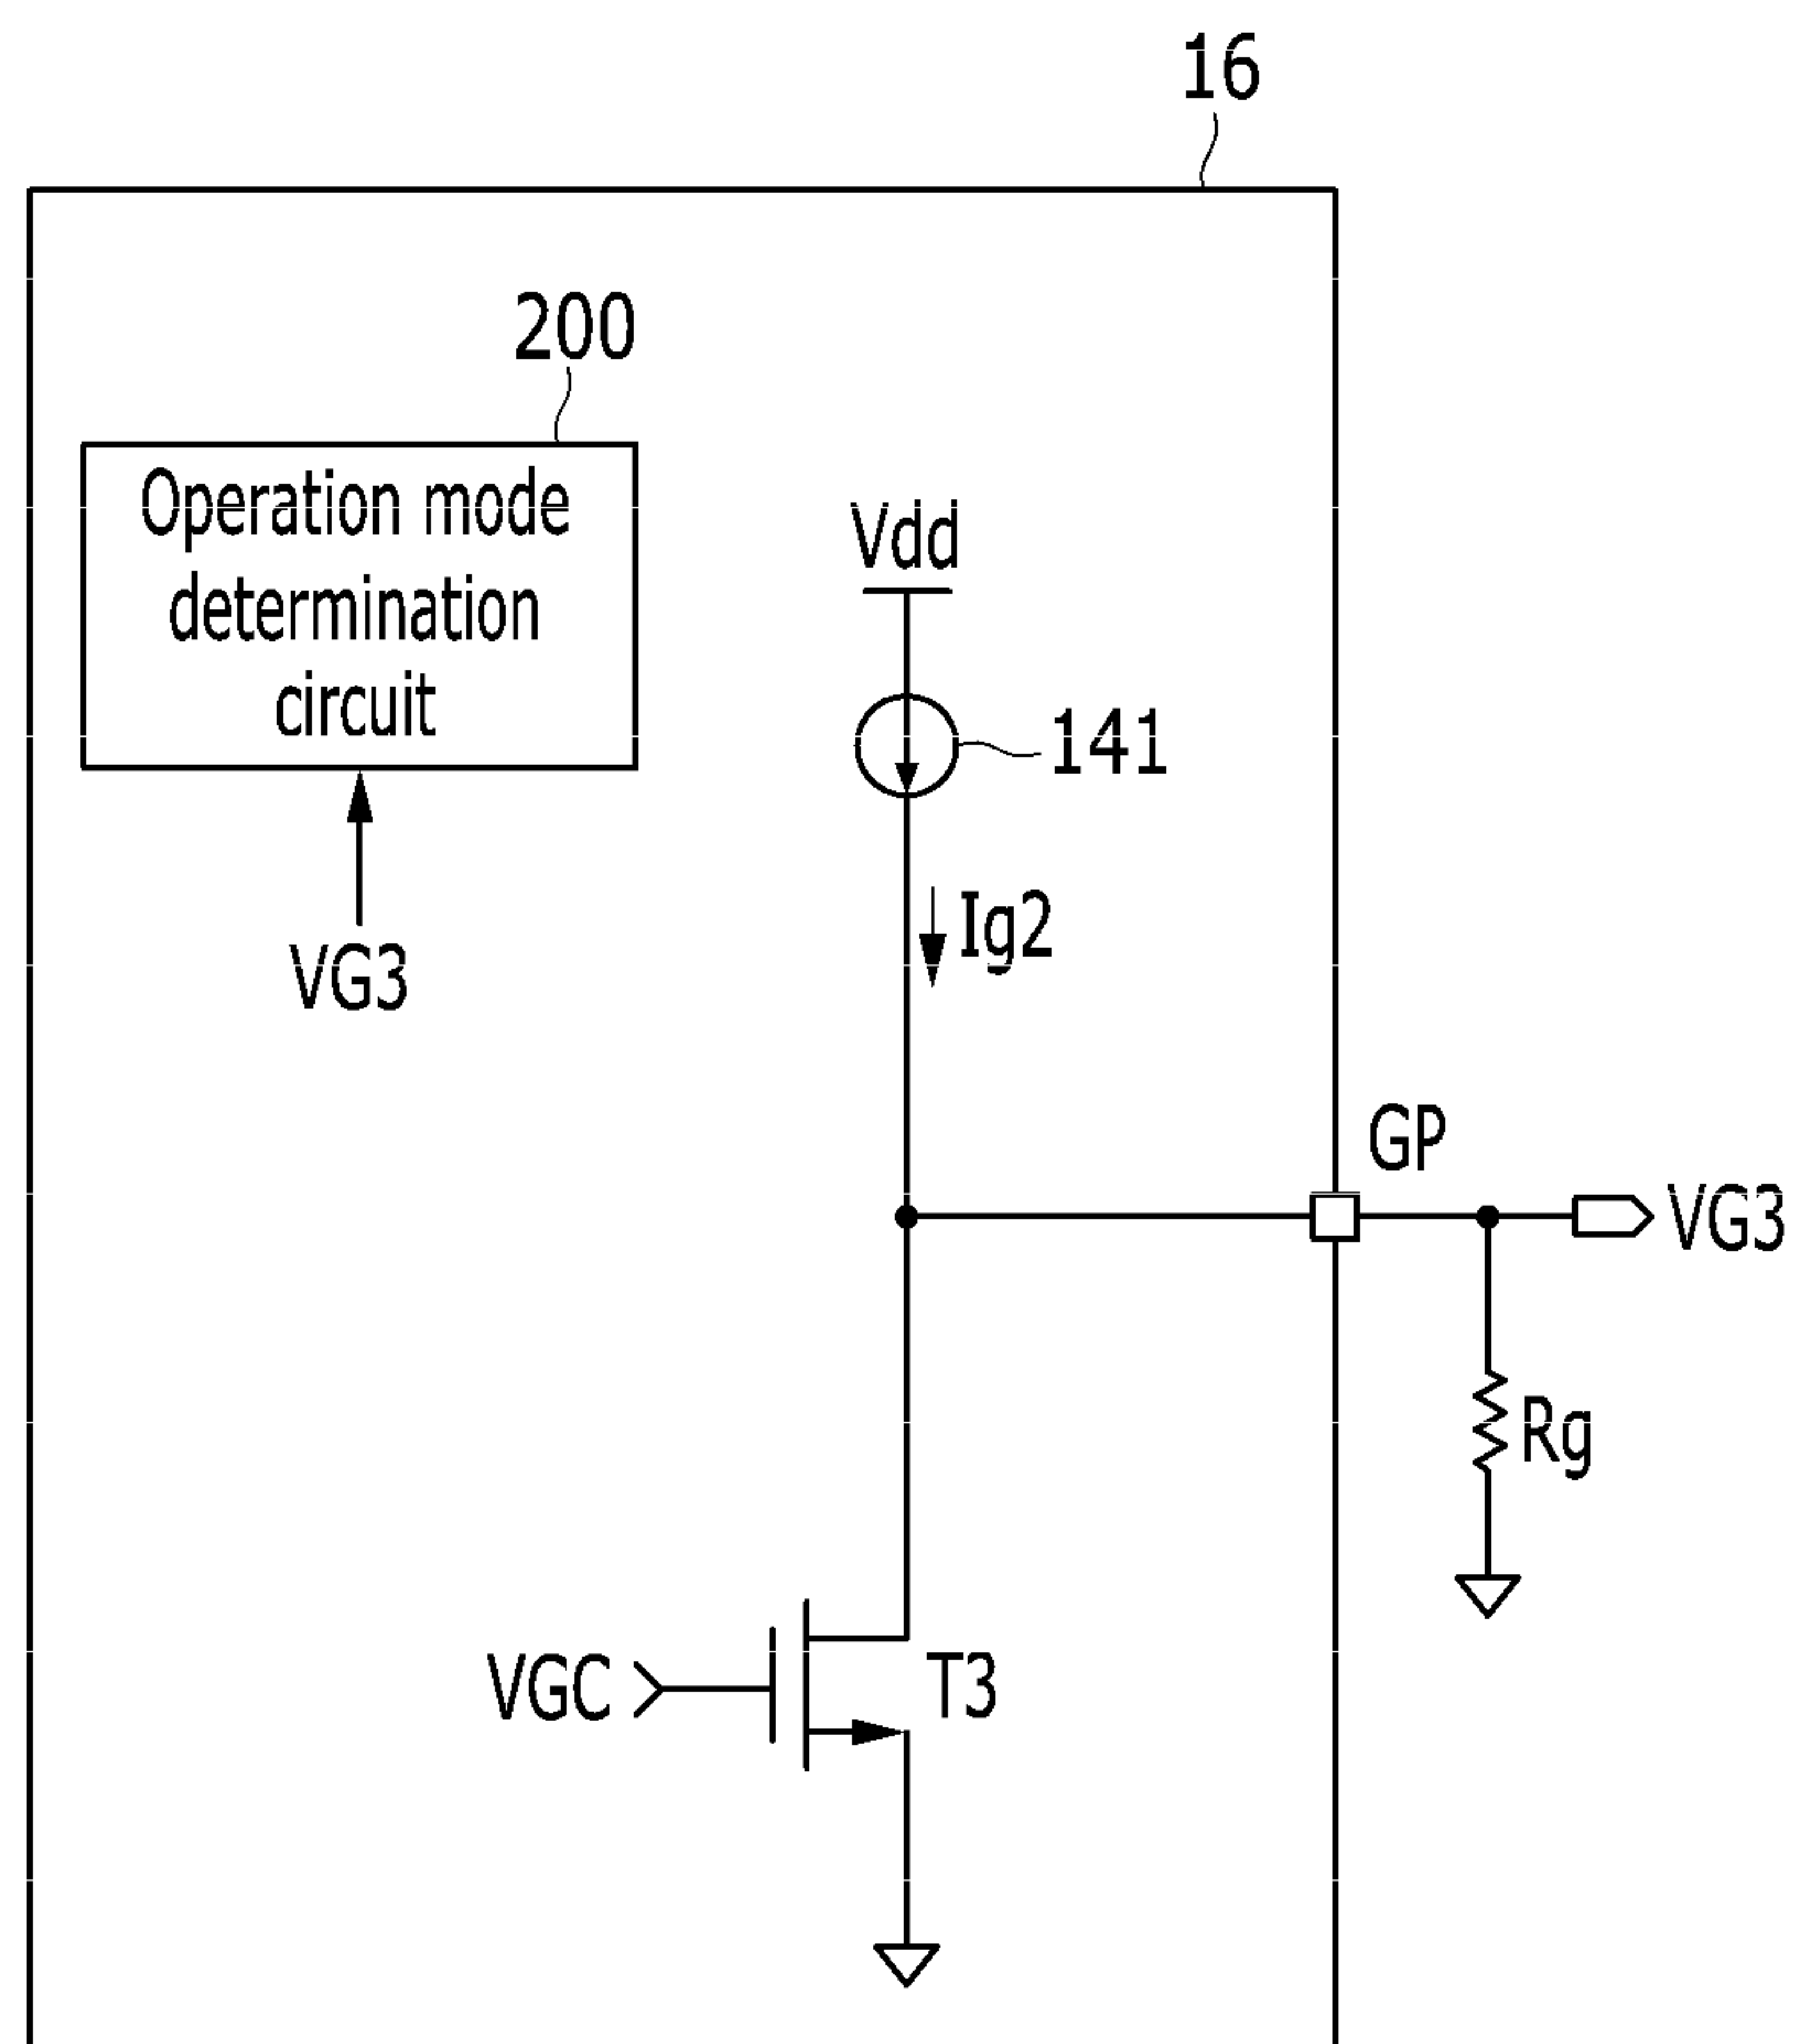 16
200
Operation mode
determination
circuit
Vdd
141
Ig2
VG3
GP
VG3
Rg
VGC
T3